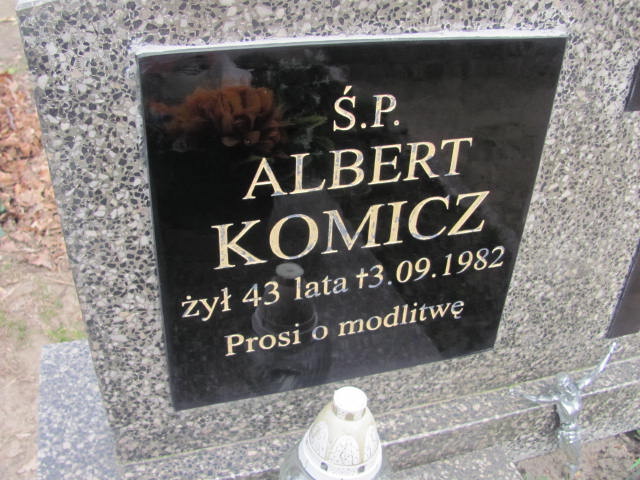 Ś.P.
ALBERT
KOMICZ
żył 43 lata †3.09.1982
Prosi o modlitwę